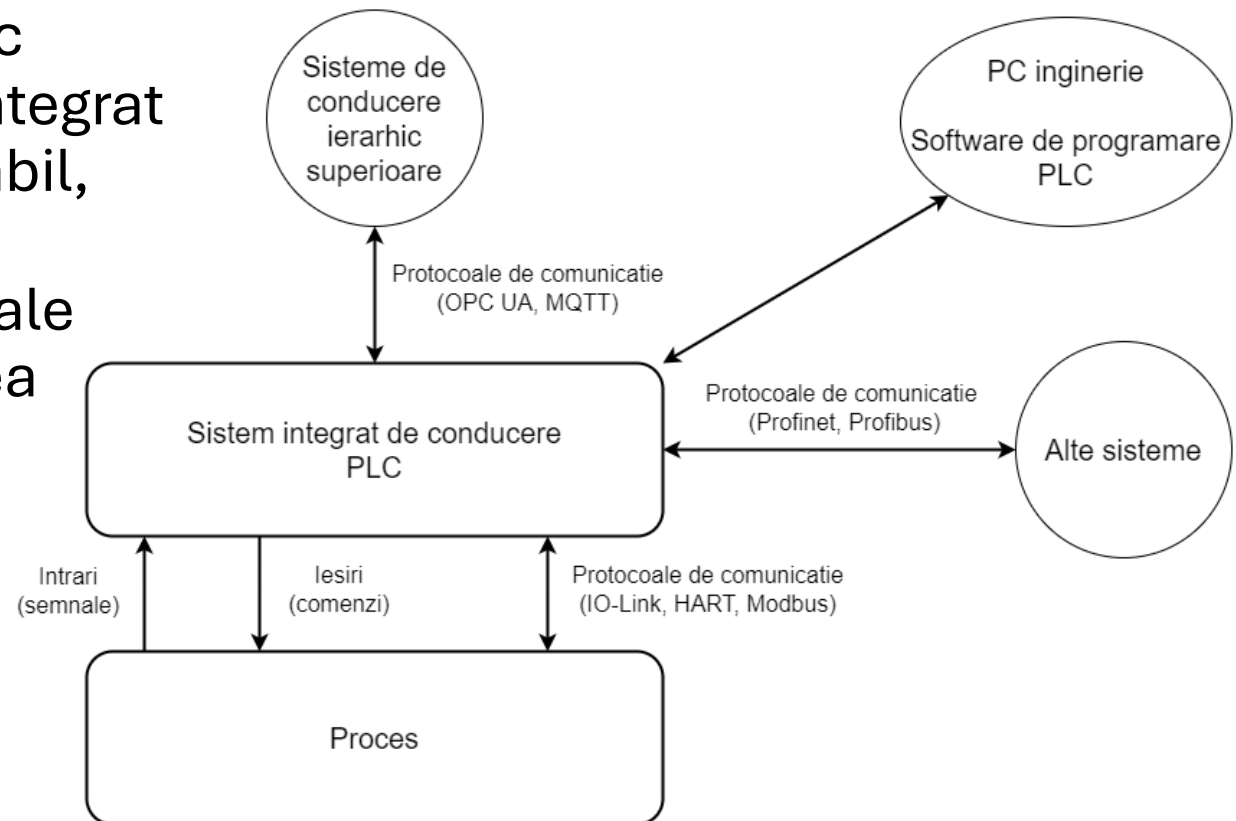 Sisteme de
conducere
ierarhic
superioare
PC inginerie
Software de programare
PLC
Protocoale de comunicatie
(OPC UA, MQTT)
Protocoale de comunicatie
(Profinet, Profibus)
Sistem integrat de conducere
PLC
Alte sisteme
Intrari
(semnale)
Iesiri
(comenzi)
Protocoale de comunicatie
(IO-Link, HART, Modbus)
Proces